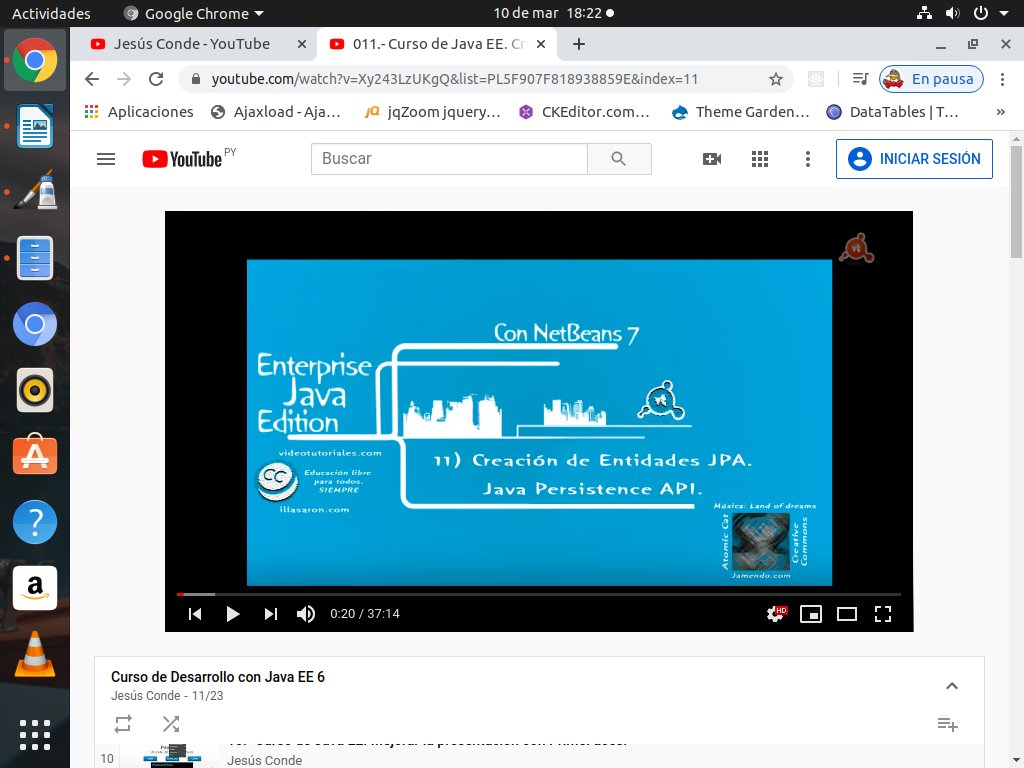 Actividades
Google Chrome
10 de mar 18:22
Jesús Conde - YouTube
011.- Curso de Java EE. Cr
youtube.com/watch?v=Xy243LzUKgQ&list=PL5F907F818938859E&index=11
En pausa
Aplicaciones
Ajaxload - Aja...
jqZoom jquery...
CKEditor.com...
Theme Garden...
DataTables | T...
»
YouTube PY
Buscar
INICIAR SESIÓN
vt
Con NetBeans 7
Enterprise
Java
Edition
vt
videotutoriales.com
CC
Educación libre
para todos.
SIEMPRE
illasaron.com
11) Creación de Entidades JPA.
Java Persistence API.
Música: Land of dreams
Atomic Cat
Creative
Commons
Jamendo.com
0:20 / 37:14
HD
Curso de Desarrollo con Java EE 6
Jesús Conde - 11/23
10
Jesús Conde